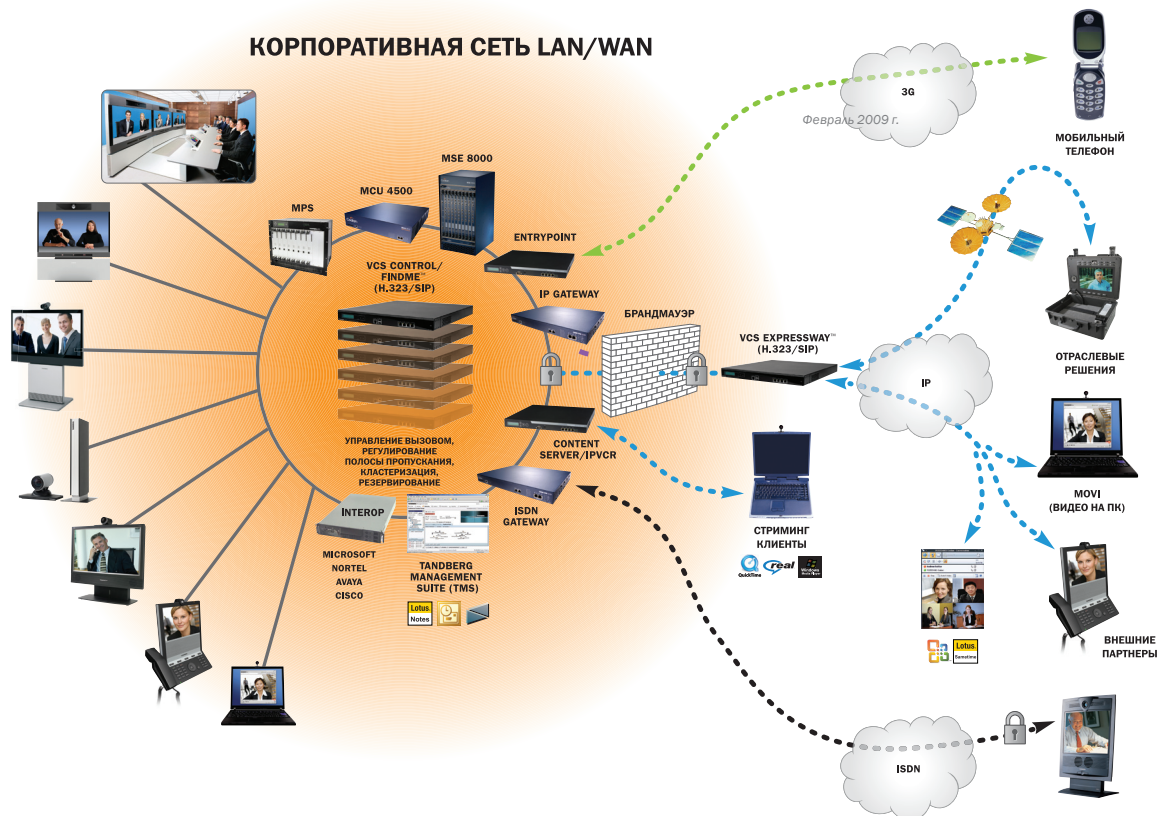 КОРПОРАТИВНАЯ СЕТЬ LAN/WAN
3G
Февраль 2009 г.
МОБИЛЬНЫЙ
ТЕЛЕФОН
MSE 8000
MCU 4500
MPS
ENTRYPOINT
VCS CONTROL/
FINDME™
(H.323/SIP)
IP GATEWAY
БРАНДМАУЭР
VCS EXPRESSWAY™
(H.323/SIP)
ОТРАСЛЕВЫЕ
РЕШЕНИЯ
IP
УПРАВЛЕНИЕ ВЫЗОВОМ,
РЕГУЛИРОВАНИЕ
ПОЛОСЫ ПРОПУСКАНИЯ,
КЛАСТЕРИЗАЦИЯ,
РЕЗЕРВИРОВАНИЕ
CONTENT
SERVER/IPVCR
ISDN
GATEWAY
INTEROP
MICROSOFT
NORTEL
AVAYA
CISCO
TANDBERG
MANAGEMENT
SUITE (TMS)
Lotus
Notes
СТРИМИНГ
КЛИЕНТЫ
QuickTime
real
Windows
Media Player
MOVI
(ВИДЕО НА ПК)
Lotus
Sametime
ВНЕШНИЕ
ПАРТНЕРЫ
ISDN